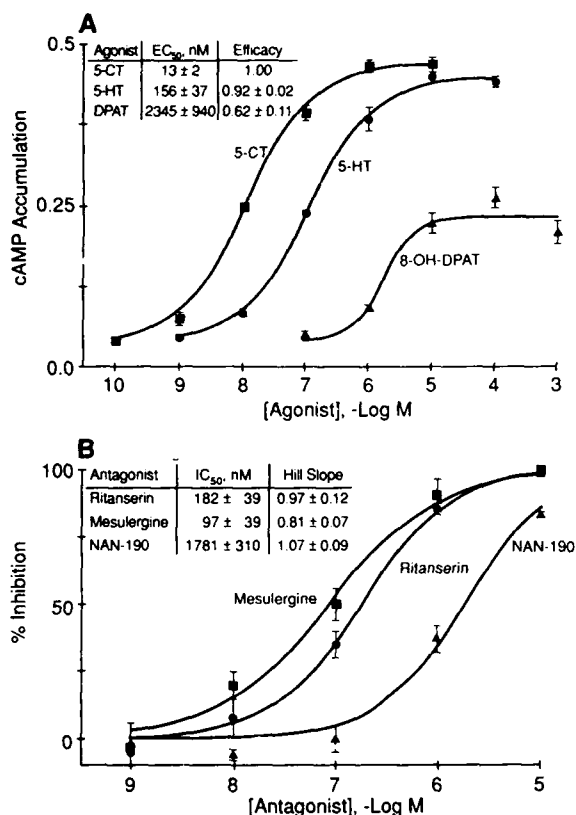 A
Agonist EC50, nM Efficacy
5-CT 13 ± 2 1.00
5-HT 156 ± 37 0.92 ± 0.02
DPAT 2345 ± 940 0.62 ± 0.11
cAMP Accumulation
0.5
0.25
0.0
5-CT
5-HT
8-OH-DPAT
10 9 8 7 6 5 4 3
[Agonist], -Log M
B
Antagonist IC50, nM Hill Slope
Ritanserin 182 ± 39 0.97 ± 0.12
Mesulergine 97 ± 39 0.81 ± 0.07
NAN-190 1781 ± 310 1.07 ± 0.09
% Inhibition
100
50
0
Mesulergine
Ritanserin
NAN-190
9 8 7 6 5
[Antagonist], -Log M